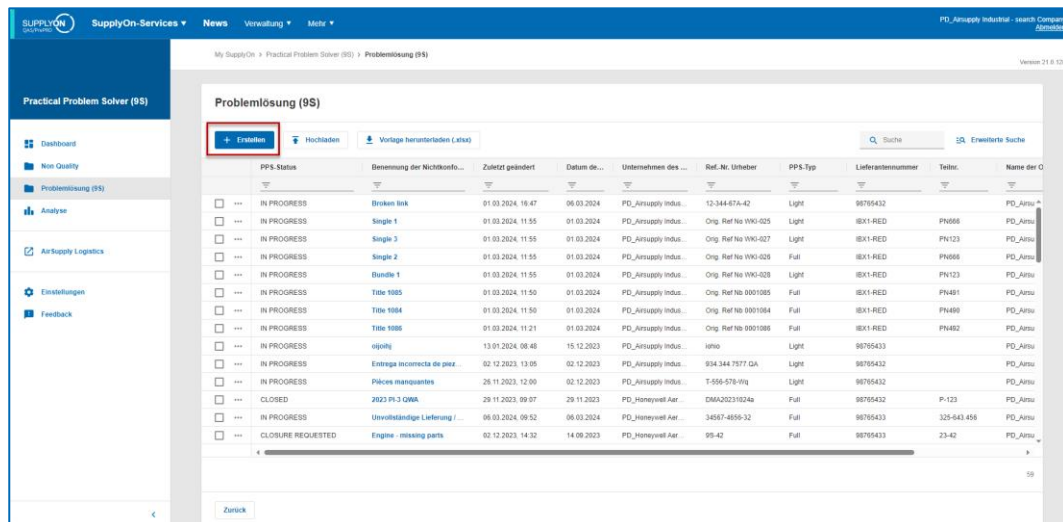 SUPPLYON SupplyOn-Services News Verwaltung Mehr PD_Airsupply Industrial - search Compan
QAS/PrePRO Abmelden
My SupplyOn > Practical Problem Solver (9S) > Problemlösung (9S)
Practical Problem Solver (9S)
Dashboard
Non Quality
Problemlösung (9S)
Analyse
AirSupply Logistics
Einstellungen
Feedback
Problemlösung (9S)
+ Erstellen Hochladen Vorlage herunterladen (.xlsx) Suche Erweiterte Suche
PPS-Status Benennung der Nichtkonfo... Zuletzt geändert Datum de... Unternehmen des ... Ref.-Nr. Urheber PPS-Typ Lieferantennummer Teilnr. Name der O
IN PROGRESS Broken link 01.03.2024, 16:47 06.03.2024 PD_Airsupply Indus... 12-344-67A-42 Light 98765432 PD_Airsu
IN PROGRESS Single 1 01.03.2024, 11:55 01.03.2024 PD_Airsupply Indus... Orig. Ref No WKI-025 Light IBX1-RED PN666 PD_Airsu
IN PROGRESS Single 3 01.03.2024, 11:55 01.03.2024 PD_Airsupply Indus... Orig. Ref No WKI-027 Light IBX1-RED PN123 PD_Airsu
IN PROGRESS Single 2 01.03.2024, 11:55 01.03.2024 PD_Airsupply Indus... Orig. Ref No WKI-026 Full IBX1-RED PN666 PD_Airsu
IN PROGRESS Bundle 1 01.03.2024, 11:55 01.03.2024 PD_Airsupply Indus... Orig. Ref No WKI-028 Light IBX1-RED PN123 PD_Airsu
IN PROGRESS Title 1085 01.03.2024, 11:50 01.03.2024 PD_Airsupply Indus... Orig. Ref Nb 0001085 Full IBX1-RED PN491 PD_Airsu
IN PROGRESS Title 1084 01.03.2024, 11:50 01.03.2024 PD_Airsupply Indus... Orig. Ref Nb 0001084 Full IBX1-RED PN490 PD_Airsu
IN PROGRESS Title 1086 01.03.2024, 11:21 01.03.2024 PD_Airsupply Indus... Orig. Ref Nb 0001086 Full IBX1-RED PN492 PD_Airsu
IN PROGRESS oijoihj 13.01.2024, 08:48 15.12.2023 PD_Airsupply Indus... Light 98765433 PD_Airsu
IN PROGRESS Entrega incorrecta de piez... 02.12.2023, 13:05 02.12.2023 PD_Airsupply Indus... 934.344.7577.QA Light 98765432 PD_Airsu
IN PROGRESS Pièces manquantes 26.11.2023, 12:00 02.12.2023 PD_Airsupply Indus... T-556-578-Wq Light 98765432 PD_Airsu
CLOSED 2023 PI-3 QWA 29.11.2023, 09:07 29.11.2023 PD_Honeywell Aer... DMA20231024a Full 98765432 P-123 PD_Airsu
IN PROGRESS Unvollständige Lieferung /... 06.03.2024, 09:52 06.03.2024 PD_Honeywell Aer... 34567-4656-32 Full 98765433 325-643.456 PD_Airsu
CLOSURE REQUESTED Engine - missing parts 02.12.2023, 14:32 14.09.2023 PD_Honeywell Aer... 9S-42 Full 98765433 23-42 PD_Airsu
59
Zurück